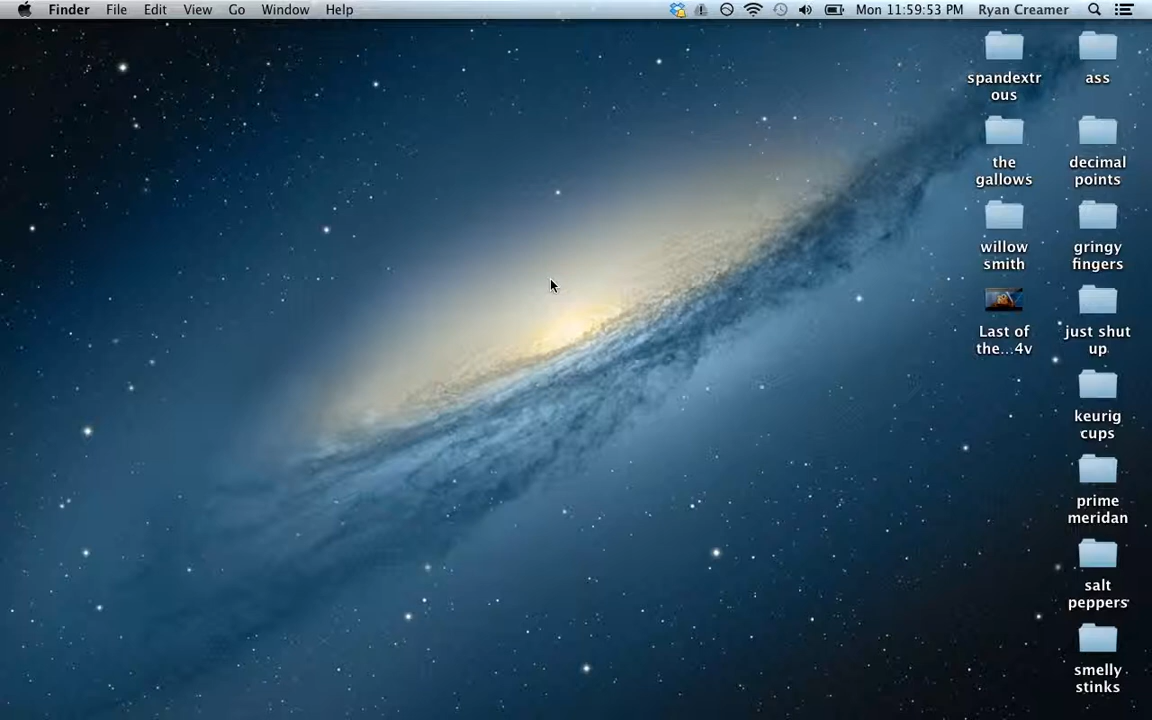 Finder File Edit View Go Window Help Mon 11:59:53 PM Ryan Creamer
spandextr
ous
ass
the
gallows
decimal
points
willow
smith
gringy
fingers
Last of
the...4v
just shut
up
keurig
cups
prime
meridan
salt
peppers
smelly
stinks